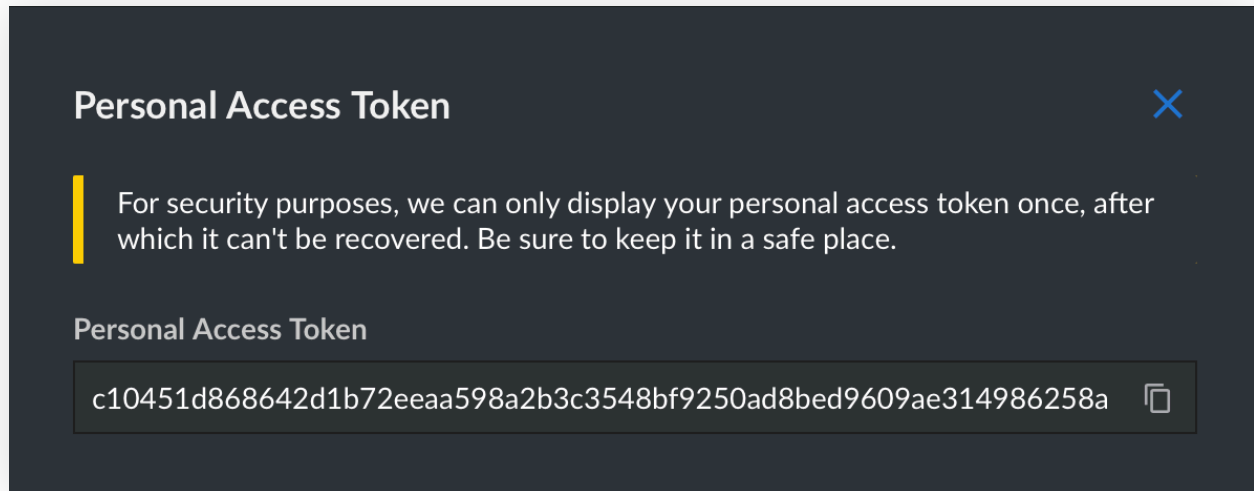 Personal Access Token
For security purposes, we can only display your personal access token once, after
which it can't be recovered. Be sure to keep it in a safe place.
Personal Access Token
c10451d868642d1b72eeaa598a2b3c3548bf9250ad8bed9609ae314986258a